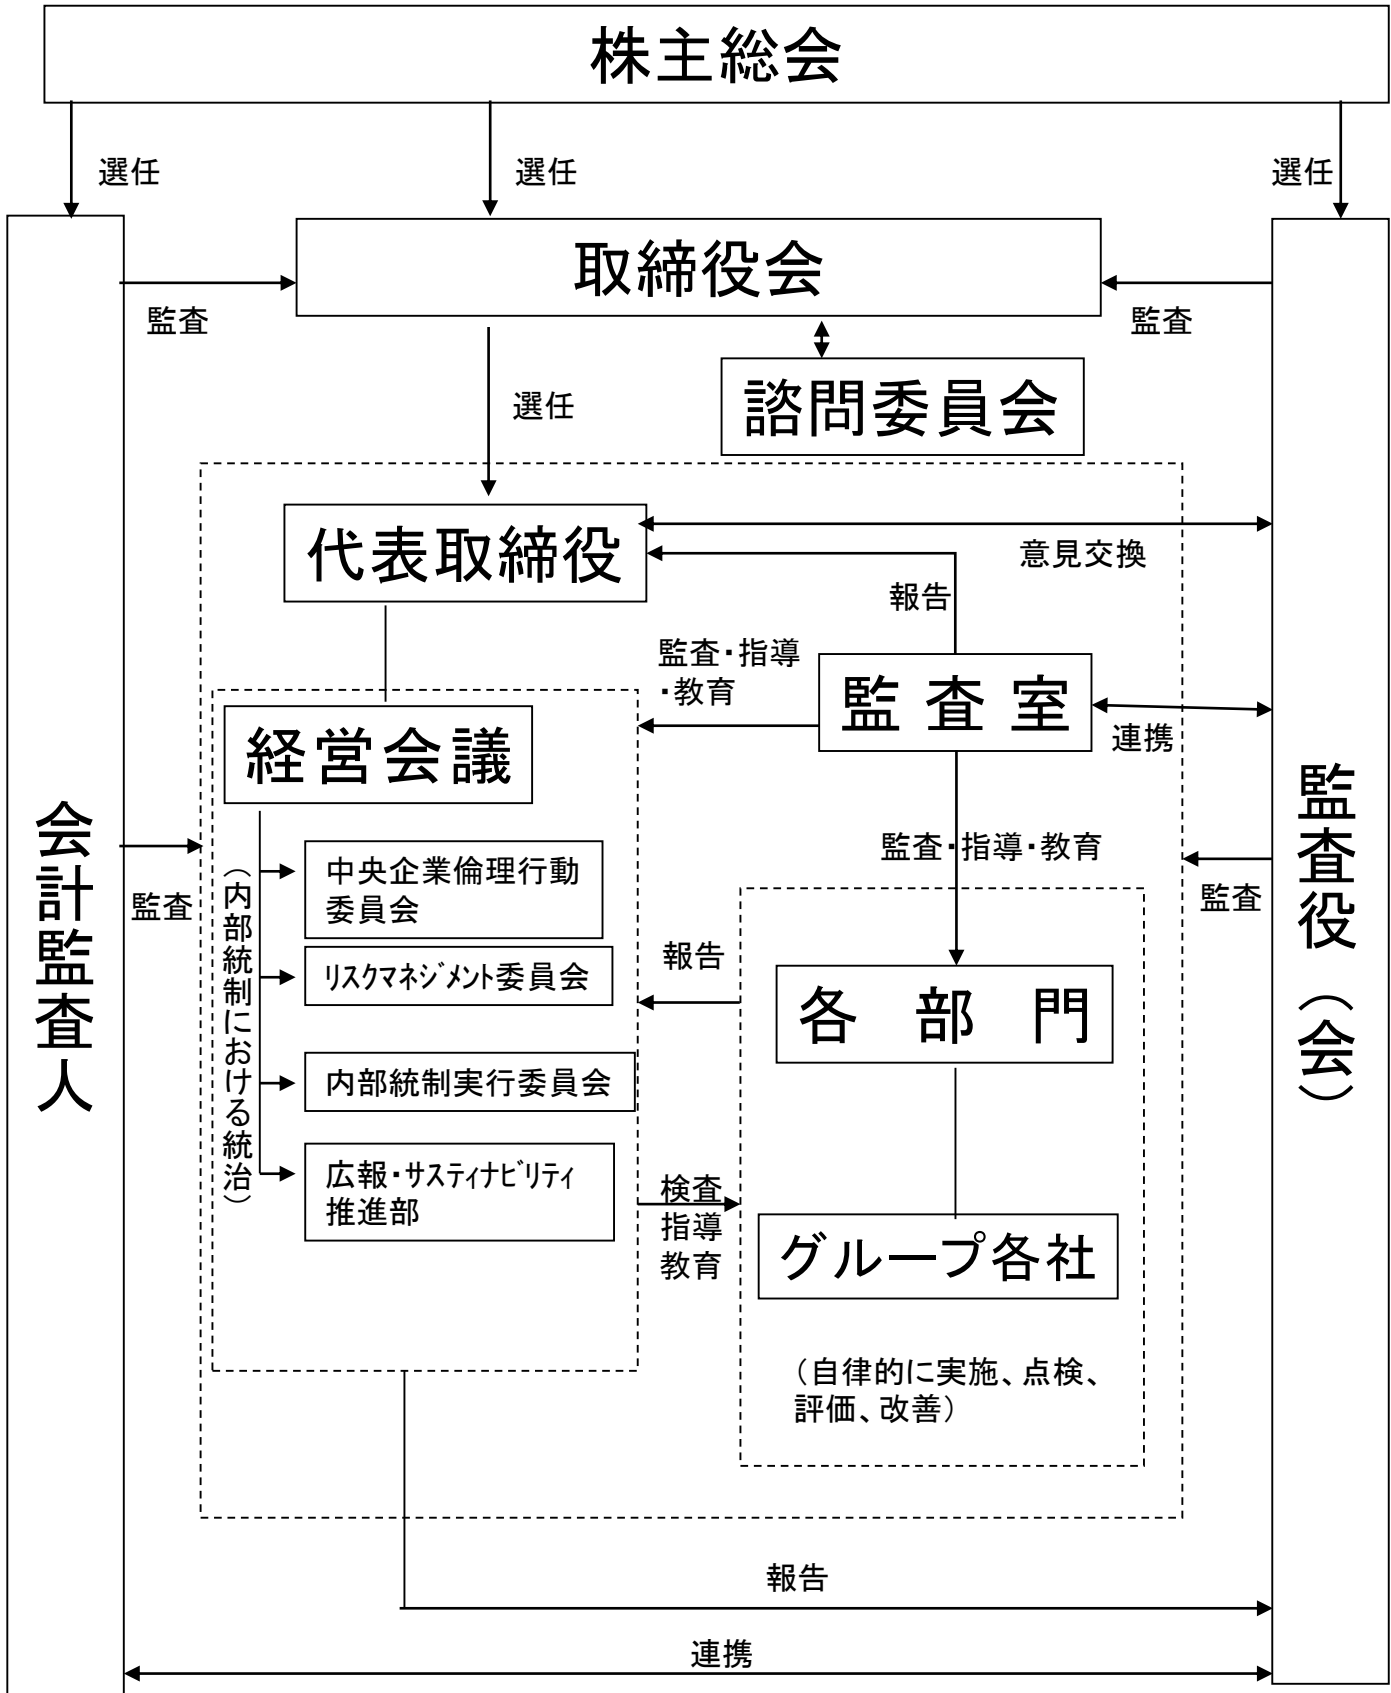 株主総会
選任
選任
選任
取締役会
監査
監査
諮問委員会
選任
代表取締役
意見交換
報告
監査・指導
・教育
監 査 室
連携
経営会議
会計監査人
監査役（会）
監査・指導・教育
中央企業倫理行動
委員会
監査
監査
（内部統制における統治）
報告
ﾘｽｸﾏﾈｼﾞﾒﾝﾄ委員会
各　部　門
内部統制実行委員会
広報・ｻｽﾃｨﾅﾋﾞﾘﾃｨ
推進部
検査
指導
教育
グループ各社
（自律的に実施、点検、
評価、改善）
報告
連携